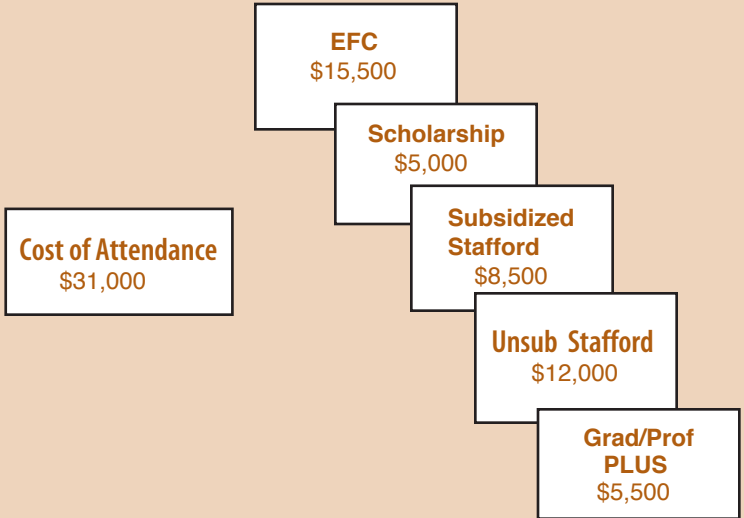 EFC
$15,500
Scholarship
$5,000
Subsidized
Stafford
$8,500
Cost of Attendance
$31,000
Unsub Stafford
$12,000
Grad/Prof
PLUS
$5,500